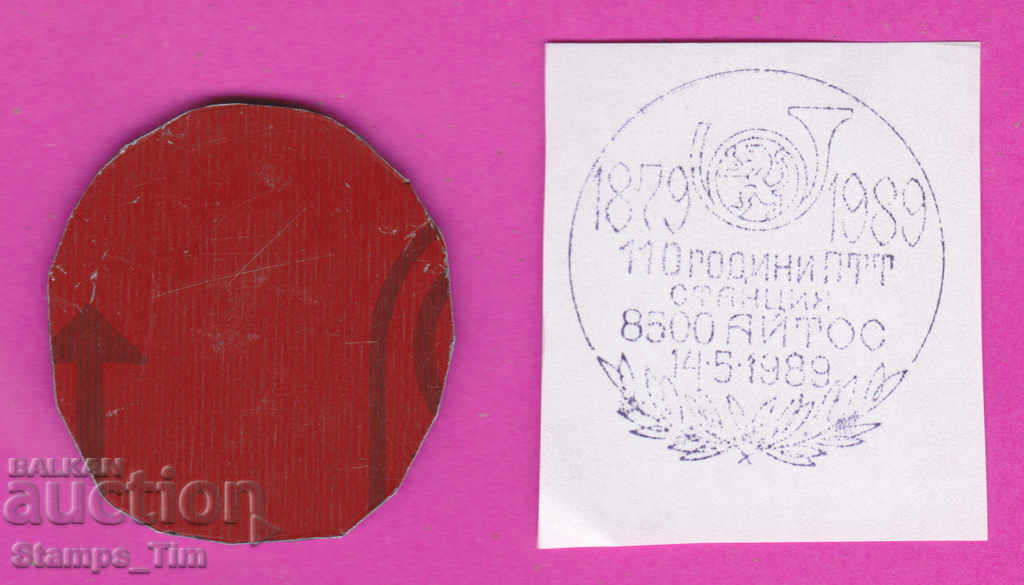 1879 1989
110 ГОДИНИ ПТТ
СТАНЦИЯ
8500 АЙТОС
14·5·1989
BALKAN
auction
Stamps_Tim